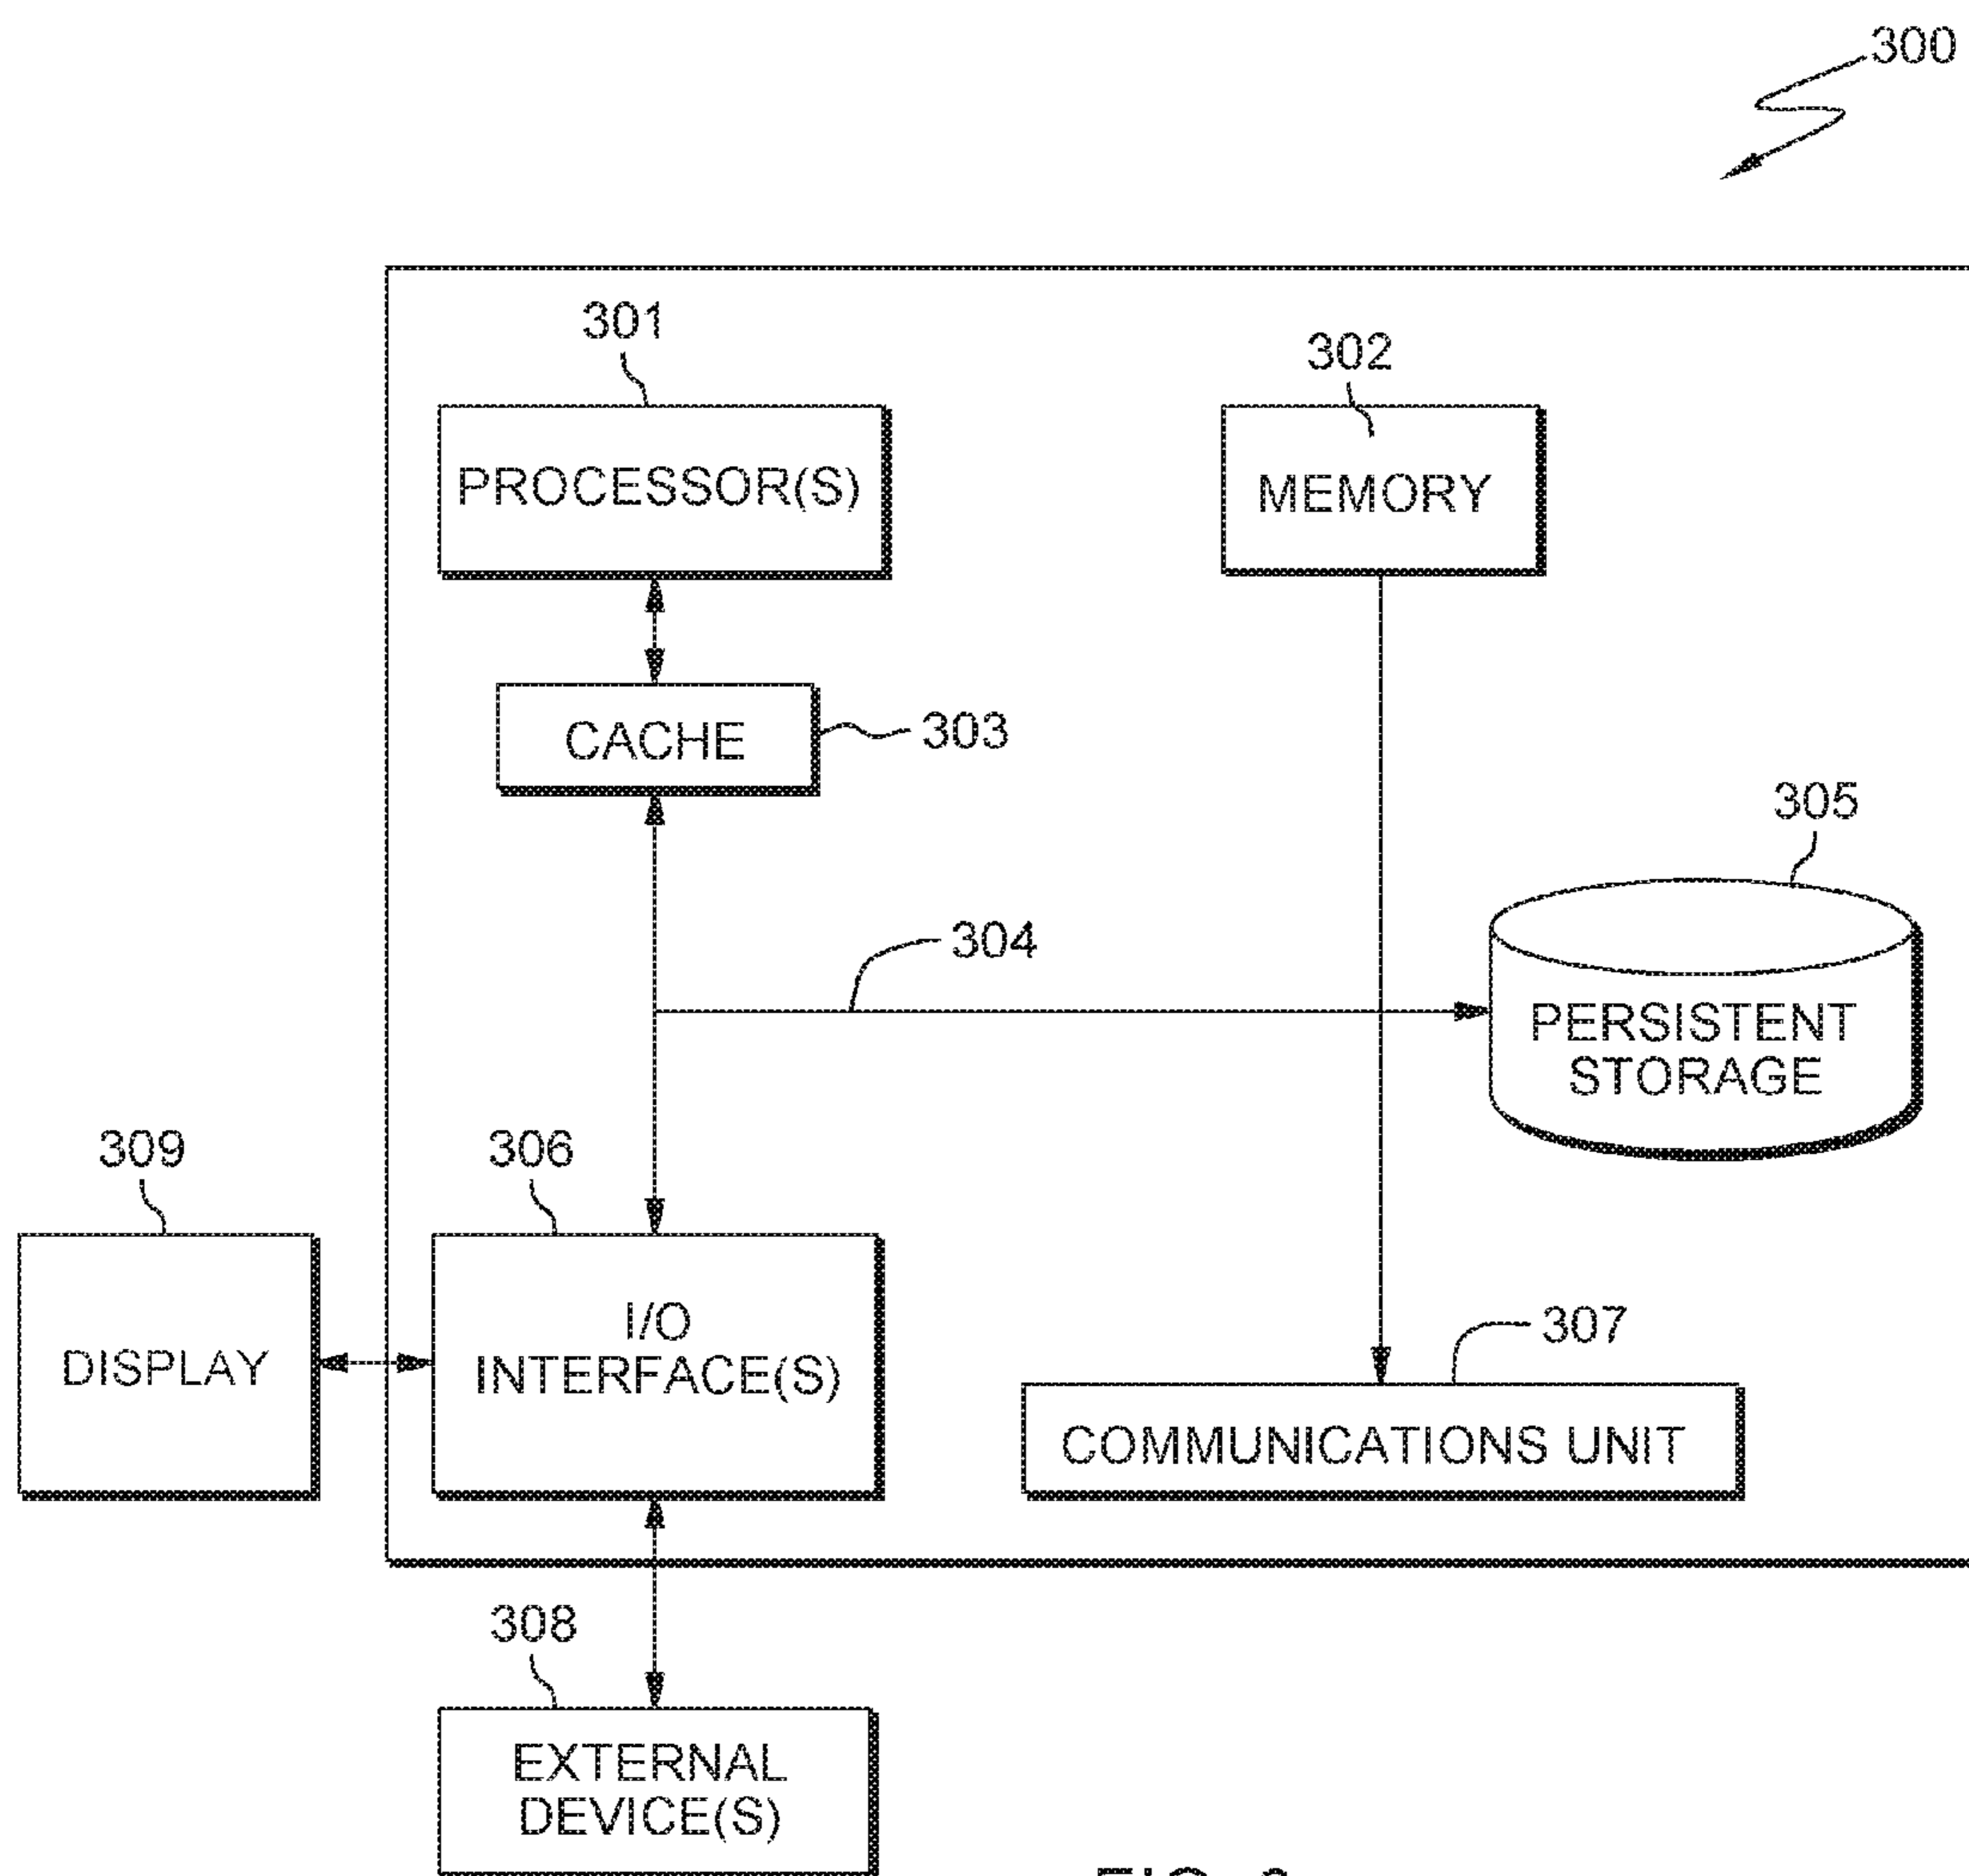 300
301
302
PROCESSOR(S)
MEMORY
CACHE
303
305
304
PERSISTENT
STORAGE
309
306
I/O
INTERFACE(S)
DISPLAY
307
COMMUNICATIONS UNIT
308
EXTERNAL
DEVICE(S)